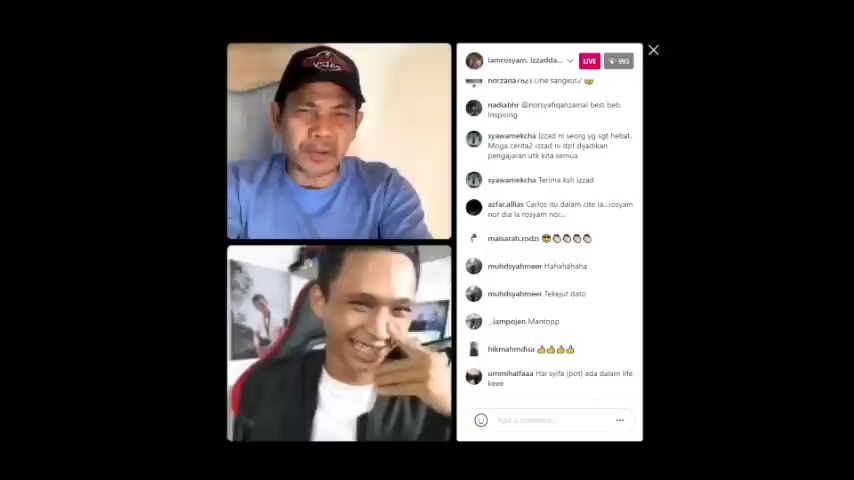 iamrosyam, izzadda...
LIVE
993
norzana7821 Line sangkut2
nadiabhr @norsyafiqahzainal best beb.
Inspiring
syawamekcha Izzad ni seorg yg sgt hebat.
Moga cerita2 izzad ni dpt dijadikan
pengajaran utk kita semua
syawamekcha Terima ksh izzad
azfar.allias Carlos itu dalam cite la...rosyam
nor dia la rosyam nor...
maisarah.rodzi
muhdsyahmeer Hahahahaha
muhdsyahmeer Tekejut dato
_.iampojen Mantopp
hikmahmdisa
ummihaifaaa Hai syifa (pot) ada dalam life
keee
Add a comment...